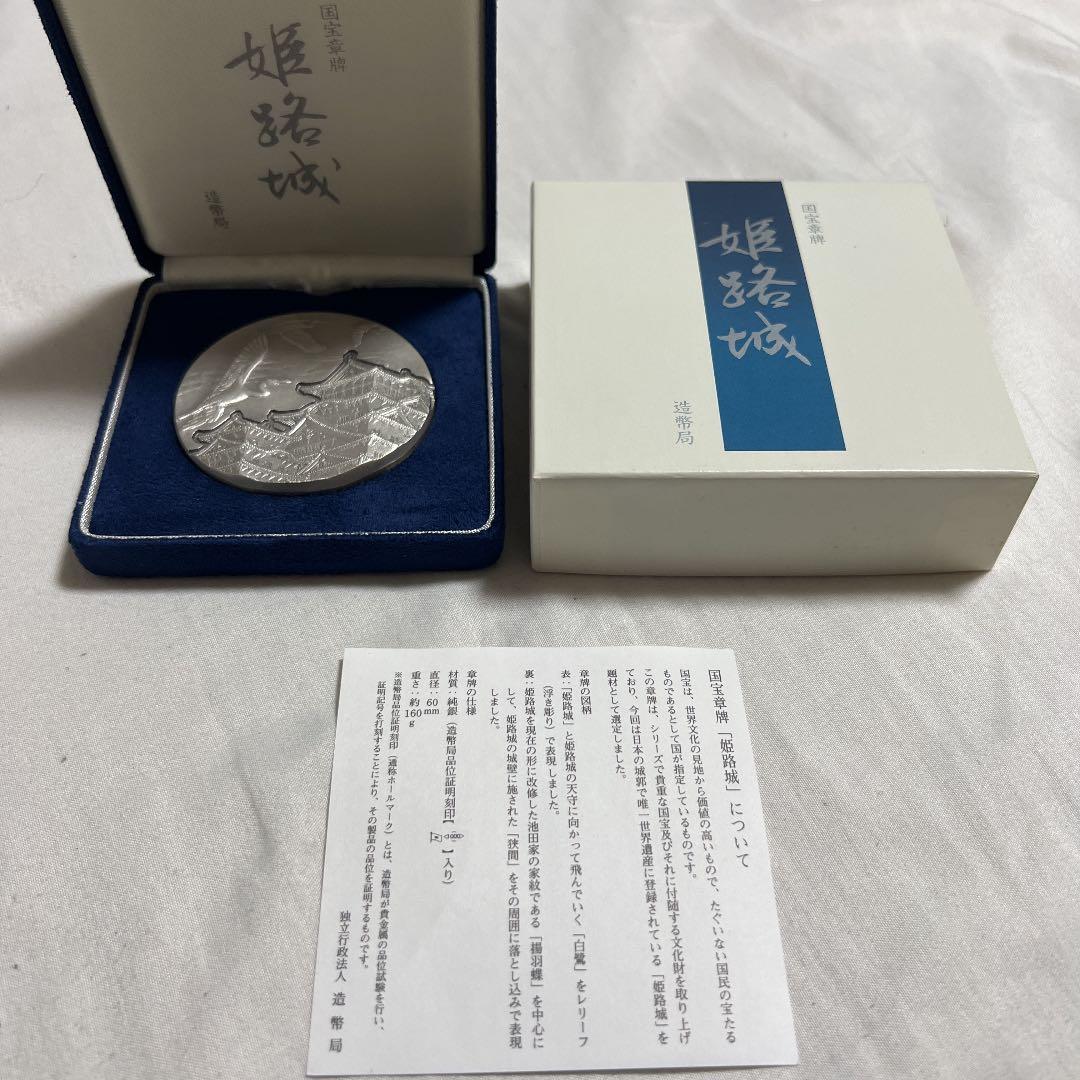 国宝章牌
姫路城
造幣局
国宝章牌
姫路城
造幣局
国宝章牌「姫路城」について
国宝は、世界文化の見地から価値の高いもので、たぐいない国民の宝たる
ものであるとして国が指定しているものです。
この章牌は、シリーズで貴重な国宝及びそれに付随する文化財を取り上げ
ており、今回は日本の城郭で唯一世界遺産に登録されている「姫路城」を
題材として選定しました。
章牌の図柄
表:「姫路城」と姫路城の天守に向かって飛んでいく「白鷺」をレリーフ
(浮き彫り)で表現しました。
裏:姫路城を現在の形に改修した池田家の家紋である「揚羽蝶」を中心に
して、姫路城の城壁に施された「狭間」をその周囲に落とし込みで表現
しました。
章牌の仕様
材質:純銀(造幣局品位証明刻印【 】入り)
直径:60mm
重さ:約160g
※造幣局品位証明刻印(通称ホールマーク)とは、造幣局が貴金属の品位試験を行い、
証明記号を打刻することにより、その製品の品位を証明するものです。
独立行政法人 造幣局